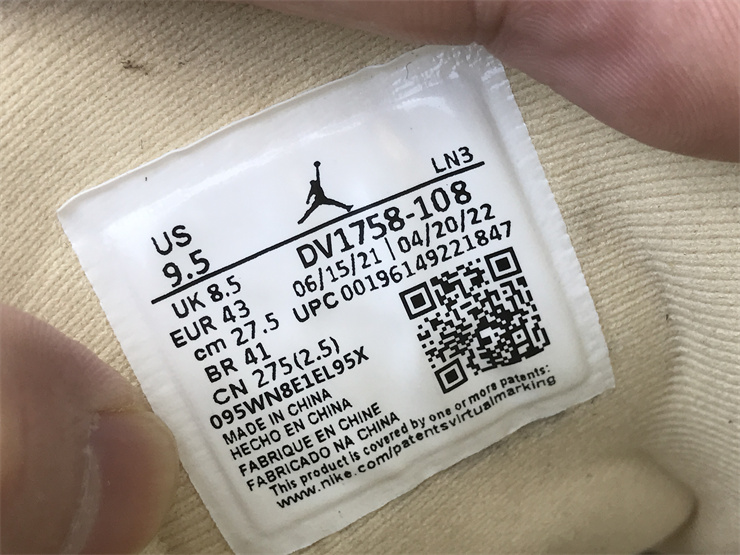 LN3
US
9.5
DV1758-108
06/15/21 | 04/20/22
UPC 00196149221847
UK 8.5
EUR 43
cm 27.5
BR 41
CN 275(2.5)
095WN8E1EL95X
MADE IN CHINA
HECHO EN CHINA
FABRIQUE EN CHINE
FABRICADO NA CHINA
This product is covered by one or more patents:
www.nike.com/patentsvirtualmarking